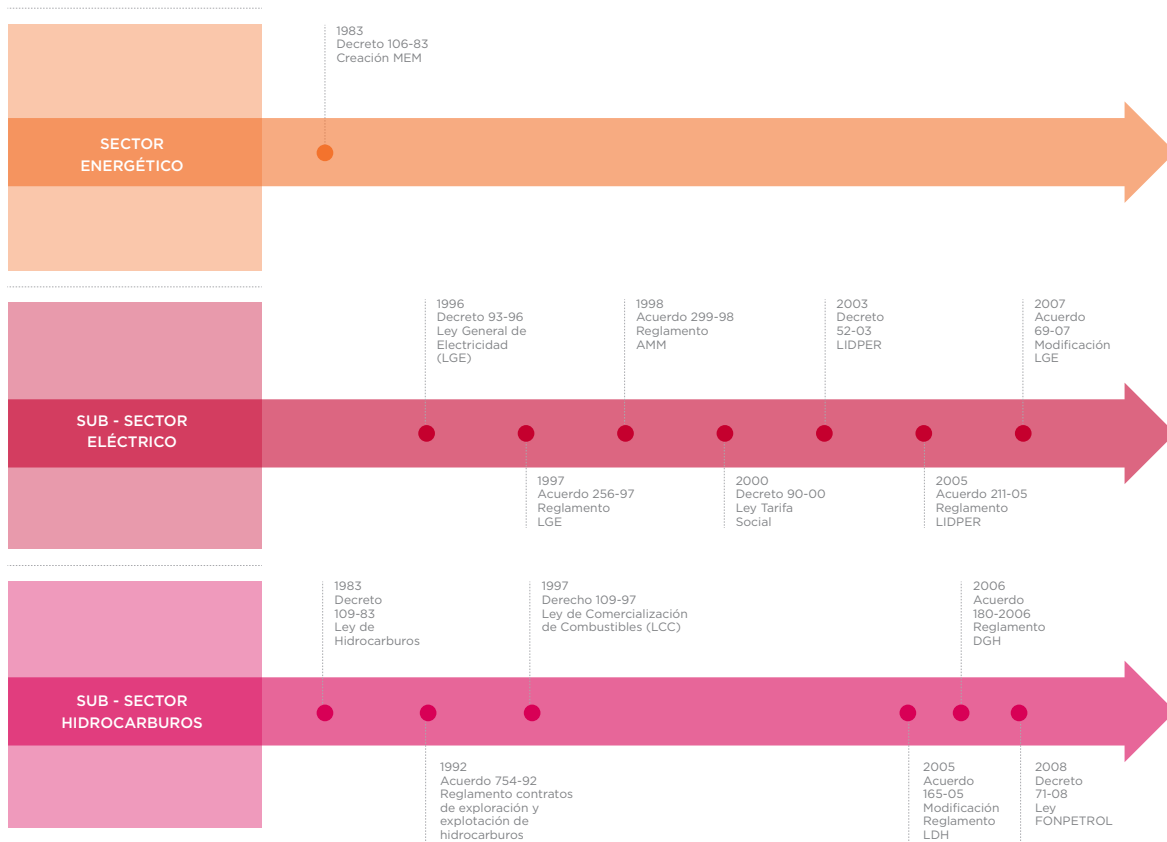 1983
Decreto 106-83
Creación MEM
SECTOR
ENERGÉTICO
1996
Decreto 93-96
Ley General de
Electricidad
(LGE)
1998
Acuerdo 299-98
Reglamento
AMM
2003
Decreto
52-03
LIDPER
2007
Acuerdo
69-07
Modificación
LGE
SUB - SECTOR
ELÉCTRICO
1997
Acuerdo 256-97
Reglamento
LGE
2000
Decreto 90-00
Ley Tarifa
Social
2005
Acuerdo 211-05
Reglamento
LIDPER
1983
Decreto
109-83
Ley de
Hidrocarburos
1997
Derecho 109-97
Ley de Comercialización
de Combustibles (LCC)
2006
Acuerdo
180-2006
Reglamento
DGH
SUB - SECTOR
HIDROCARBUROS
1992
Acuerdo 754-92
Reglamento contratos
de exploración y
explotación de
hidrocarburos
2005
Acuerdo
165-05
Modificación
Reglamento
LDH
2008
Decreto
71-08
Ley
FONPETROL